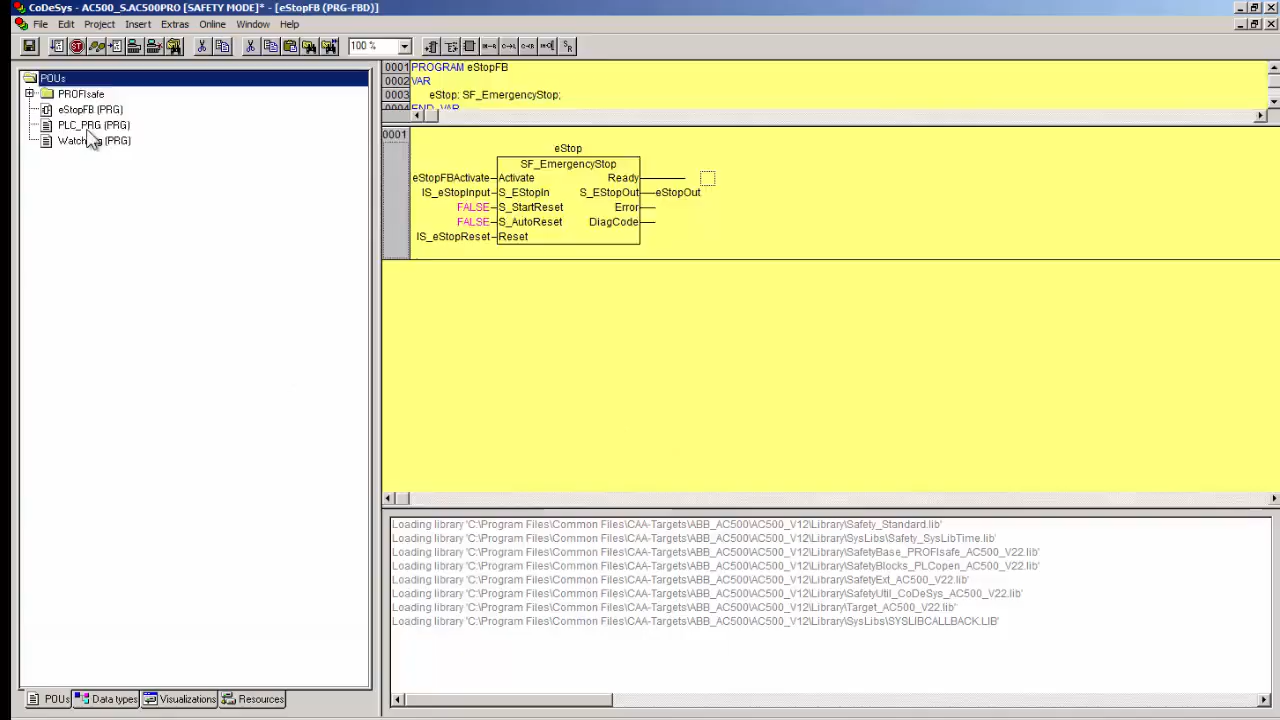 CoDeSys - AC500_S.AC500PRO [SAFETY MODE]* - [eStopFB (PRG-FBD)]
File Edit Project Insert Extras Online Window Help
100 %
POUs
PROFIsafe
eStopFB (PRG)
PLC_PRG (PRG)
(PRG)
0001 PROGRAM eStopFB
0002 VAR
0003 eStop: SF_EmergencyStop;
0004 END_VAR
0001
eStop
SF_EmergencyStop
eStopFBActivate Activate Ready
IS_eStopInput S_EStopIn S_EStopOut eStopOut
FALSE S_StartReset Error
FALSE S_AutoReset DiagCode
IS_eStopReset Reset
Loading library 'C:\Program Files\Common Files\CAA-Targets\ABB_AC500\AC500_V12\Library\Safety_Standard.lib'
Loading library 'C:\Program Files\Common Files\CAA-Targets\ABB_AC500\AC500_V12\Library\SysLibs\Safety_SysLibTime.lib'
Loading library 'C:\Program Files\Common Files\CAA-Targets\ABB_AC500\AC500_V12\Library\SafetyBase_PROFIsafe_AC500_V22.lib'
Loading library 'C:\Program Files\Common Files\CAA-Targets\ABB_AC500\AC500_V12\Library\SafetyBlocks_PLCopen_AC500_V22.lib'
Loading library 'C:\Program Files\Common Files\CAA-Targets\ABB_AC500\AC500_V12\Library\SafetyExt_AC500_V22.lib'
Loading library 'C:\Program Files\Common Files\CAA-Targets\ABB_AC500\AC500_V12\Library\SafetyUtil_CoDeSys_AC500_V22.lib'
Loading library 'C:\Program Files\Common Files\CAA-Targets\ABB_AC500\AC500_V12\Library\Target_AC500_V22.lib'
Loading library 'C:\Program Files\Common Files\CAA-Targets\ABB_AC500\AC500_V12\Library\SysLibs\SYSLIBCALLBACK.LIB'
POUs Data types Visualizations Resources